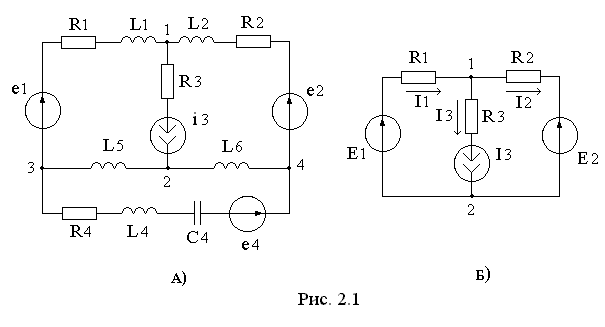 R1 L1 1 L2 R2
R3
e1 e2
i3
L5 L6
3 2 4
R4 L4 C4 e4
А)
R1 1 R2
I1 I3 R3 I2
E1 I3 E2
2
Б)
Рис. 2.1